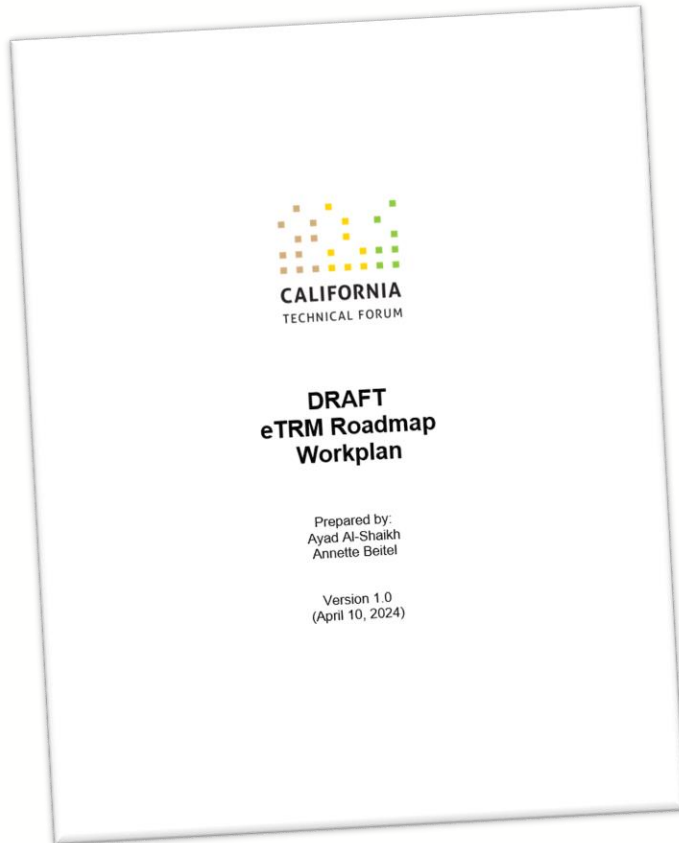 CALIFORNIA
TECHNICAL FORUM
DRAFT
eTRM Roadmap
Workplan
Prepared by:
Ayad Al-Shaikh
Annette Beitel
Version 1.0
(April 10, 2024)